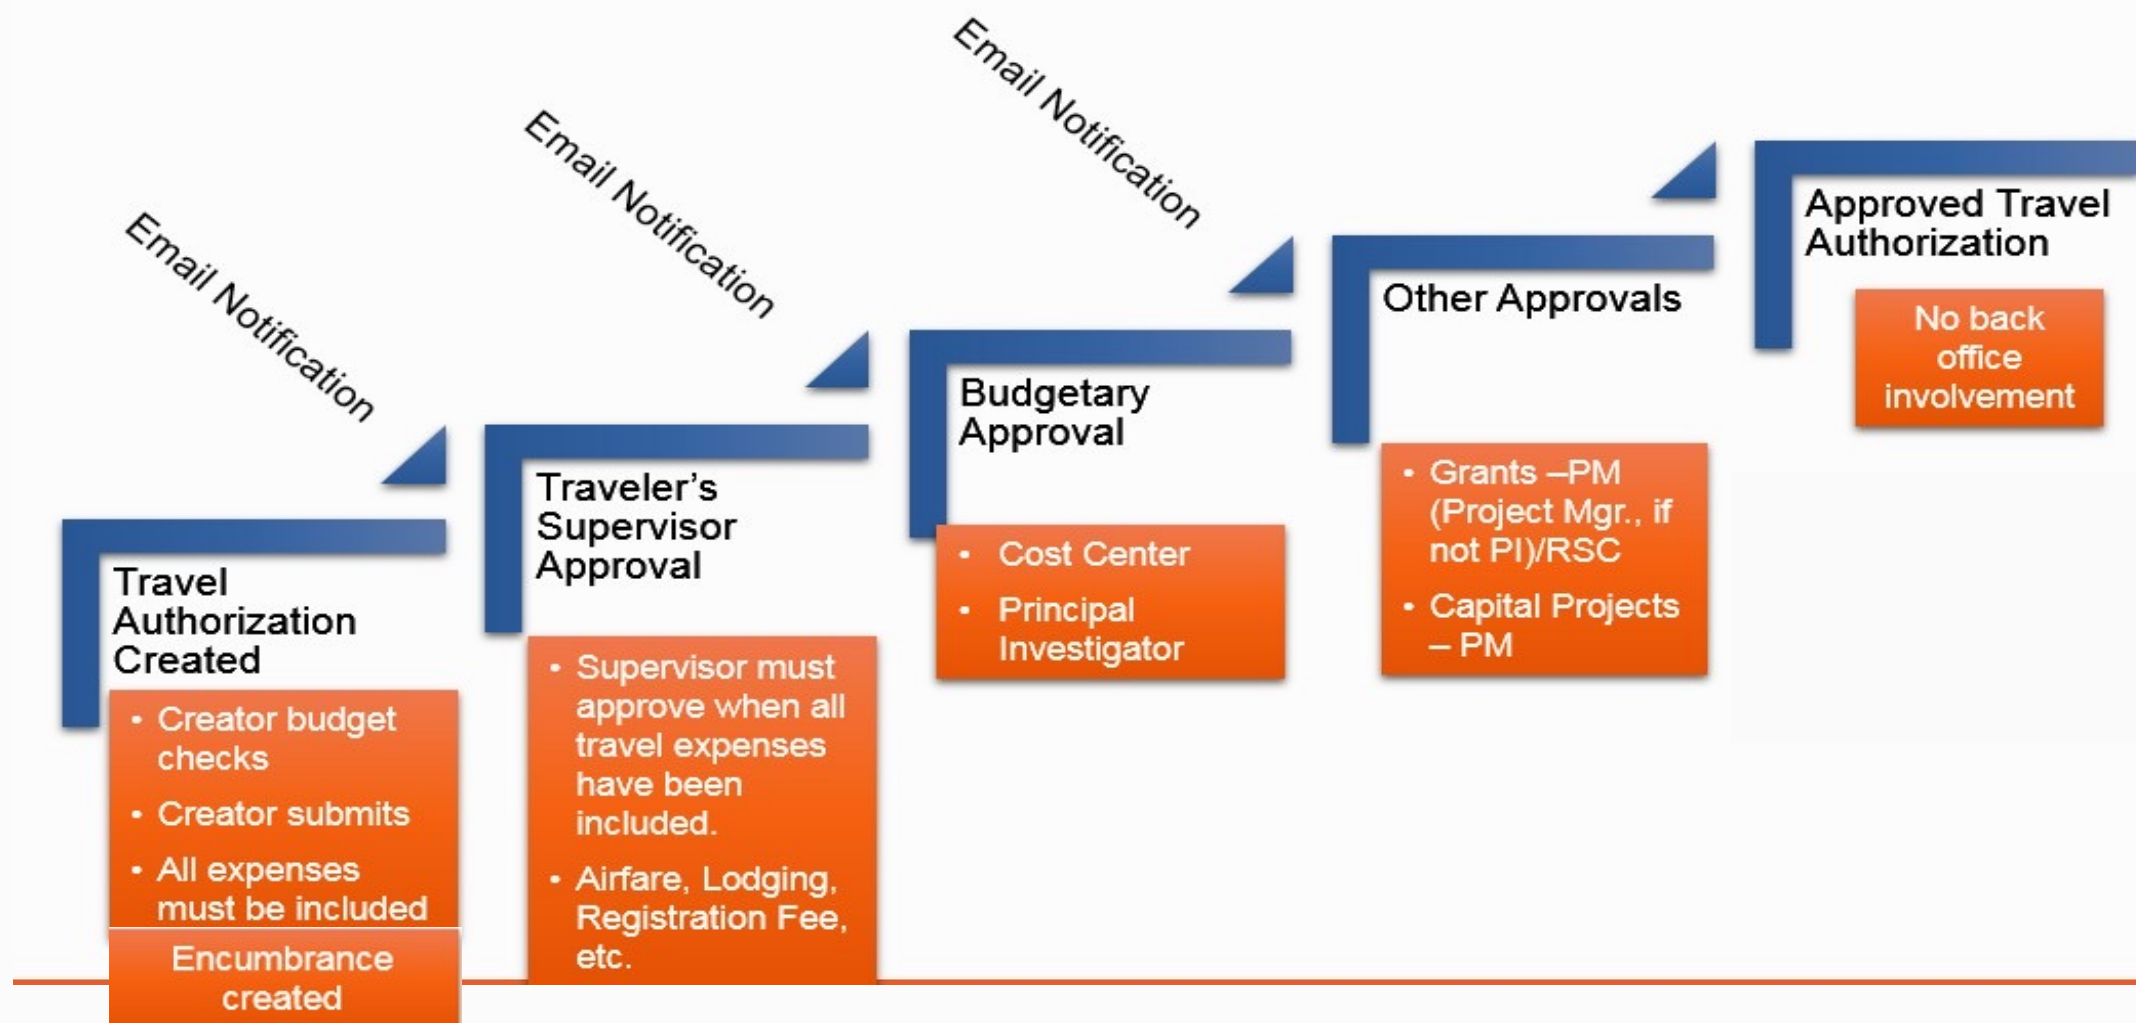 Email Notification
Email Notification
Email Notification
Travel
Authorization
Created
• Creator budget
checks
• Creator submits
• All expenses
must be included
Encumbrance
created
Traveler’s
Supervisor
Approval
• Supervisor must
approve when all
travel expenses
have been
included.
• Airfare, Lodging,
Registration Fee,
etc.
Budgetary
Approval
• Cost Center
• Principal
Investigator
Other Approvals
• Grants –PM
(Project Mgr., if
not PI)/RSC
• Capital Projects
– PM
Approved Travel
Authorization
No back
office
involvement